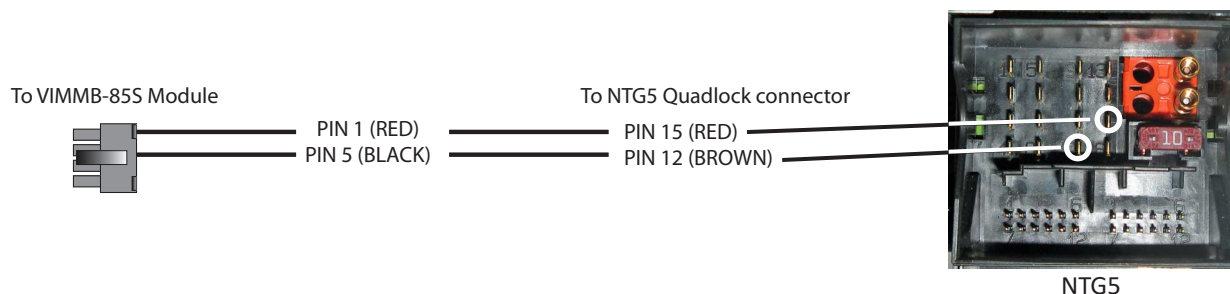 To VIMMB-85S Module
To NTG5 Quadlock connector
PIN 1 (RED)
PIN 15 (RED)
PIN 5 (BLACK)
PIN 12 (BROWN)
10
NTG5